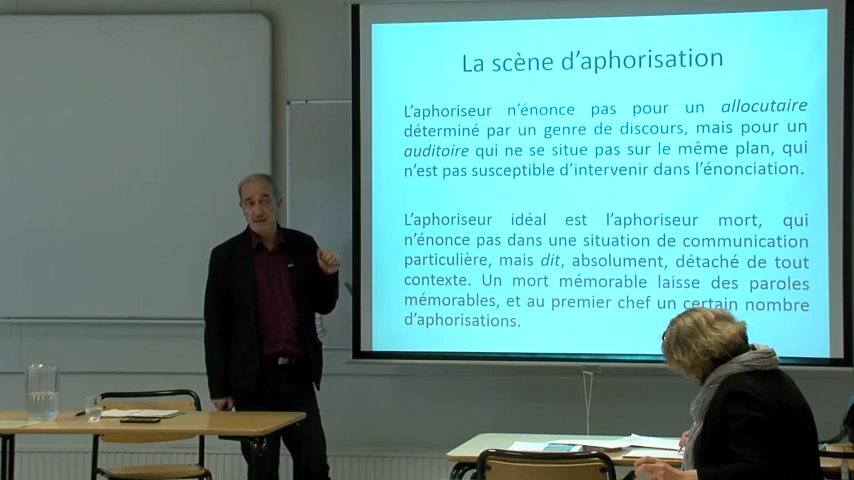 La scène d’aphorisation
L’aphoriseur n’énonce pas pour un allocutaire
déterminé par un genre de discours, mais pour un
auditoire qui ne se situe pas sur le même plan, qui
n’est pas susceptible d’intervenir dans l’énonciation.
L’aphoriseur idéal est l’aphoriseur mort, qui
n’énonce pas dans une situation de communication
particulière, mais dit, absolument, détaché de tout
contexte. Un mort mémorable laisse des paroles
mémorables, et au premier chef un certain nombre
d’aphorisations.